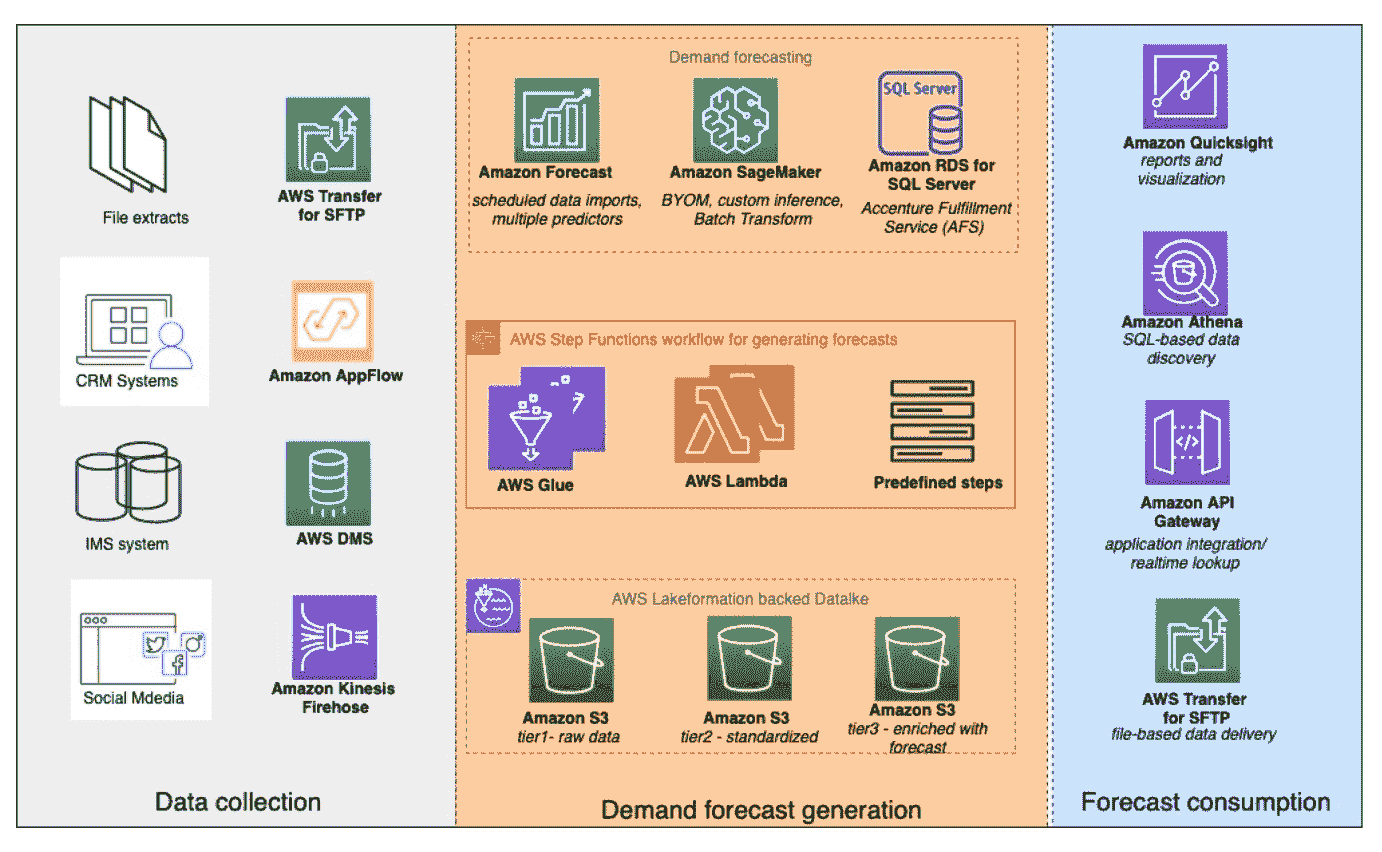 File extracts
AWS Transfer
for SFTP
CRM Systems
Amazon AppFlow
IMS system
AWS DMS
Social Mdedia
Amazon Kinesis
Firehose
Data collection
Demand forecasting
Amazon Forecast
scheduled data imports,
multiple predictors
Amazon SageMaker
BYOM, custom inference,
Batch Transform
SQL Server
Amazon RDS for
SQL Server
Accenture Fulfillment
Service (AFS)
AWS Step Functions workflow for generating forecasts
AWS Glue
AWS Lambda
Predefined steps
AWS Lakeformation backed Datalke
Amazon S3
tier1- raw data
Amazon S3
tier2 - standardized
Amazon S3
tier3 - enriched with
forecast
Demand forecast generation
Amazon Quicksight
reports and
visualization
Amazon Athena
SQL-based data
discovery
Amazon API
Gateway
application integration/
realtime lookup
AWS Transfer
for SFTP
file-based data delivery
Forecast consumption